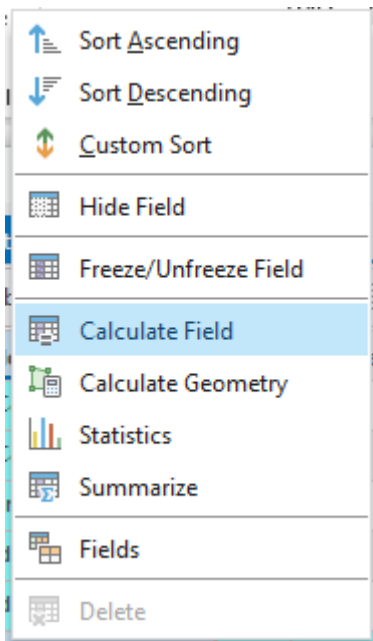 Sort Ascending
Sort Descending
Custom Sort
Hide Field
Freeze/Unfreeze Field
Calculate Field
Calculate Geometry
Statistics
Summarize
Fields
Delete